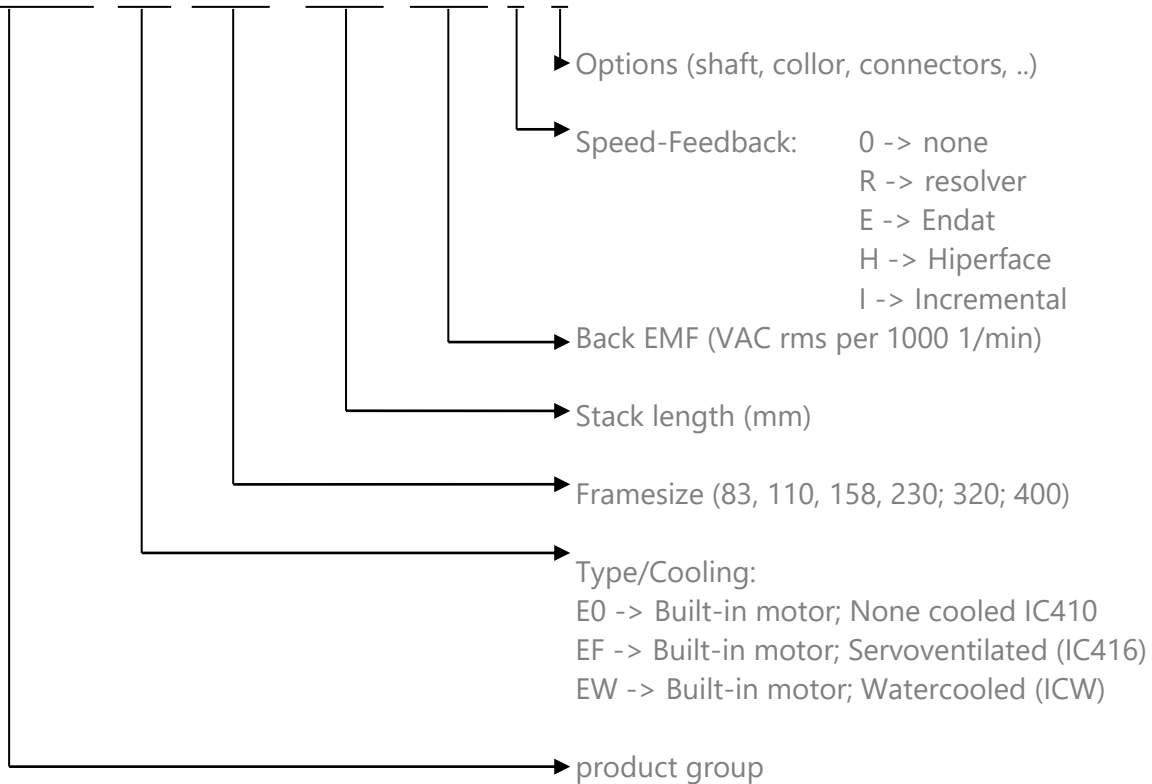 Options (shaft, collor, connectors, ..)
Speed-Feedback: 0 -> none
R -> resolver
E -> Endat
H -> Hiperface
I -> Incremental
Back EMF (VAC rms per 1000 1/min)
Stack length (mm)
Framesize (83, 110, 158, 230; 320; 400)
Type/Cooling:
E0 -> Built-in motor; None cooled IC410
EF -> Built-in motor; Servoventilated (IC416)
EW -> Built-in motor; Watercooled (ICW)
product group